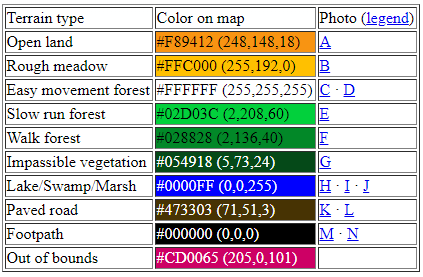 Terrain type Color on map Photo (legend)
Open land #F89412 (248,148,18) A
Rough meadow #FFC000 (255,192,0) B
Easy movement forest #FFFFFF (255,255,255) C · D
Slow run forest #02D03C (2,208,60) E
Walk forest #028828 (2,136,40) F
Impassible vegetation #054918 (5,73,24) G
Lake/Swamp/Marsh #0000FF (0,0,255) H · I · J
Paved road #473303 (71,51,3) K · L
Footpath #000000 (0,0,0) M · N
Out of bounds #CD0065 (205,0,101)